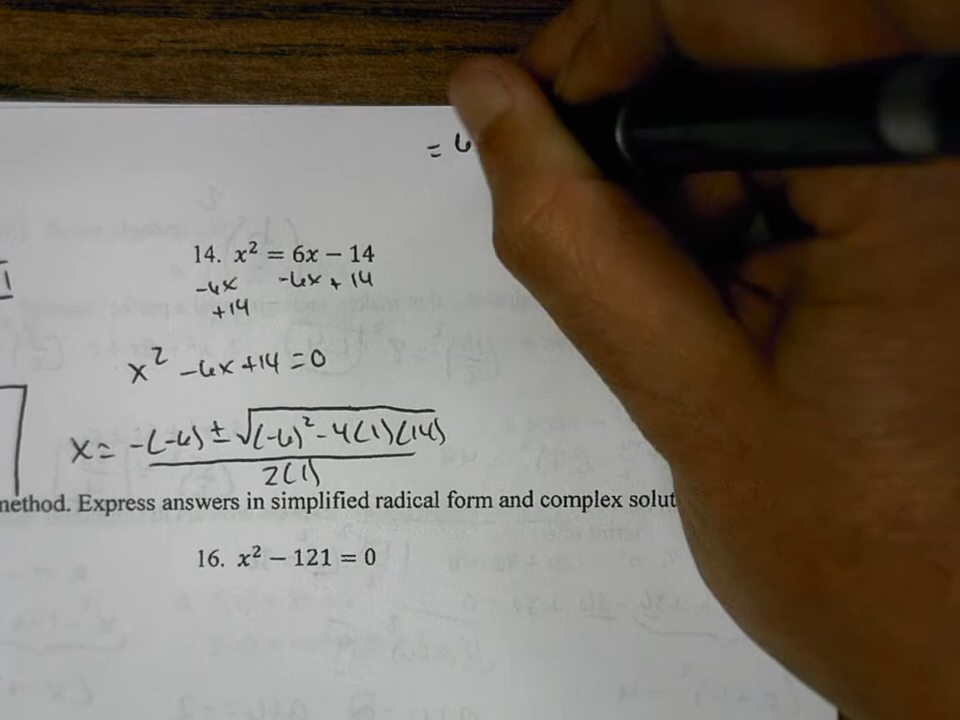 = 6
14. x² = 6x − 14
-6x -6x + 14
+14
x² -6x +14 = 0
x = -(-6) ± √(-6)² - 4(1)(14)
2(1)
method. Express answers in simplified radical form and complex
16. x² − 121 = 0